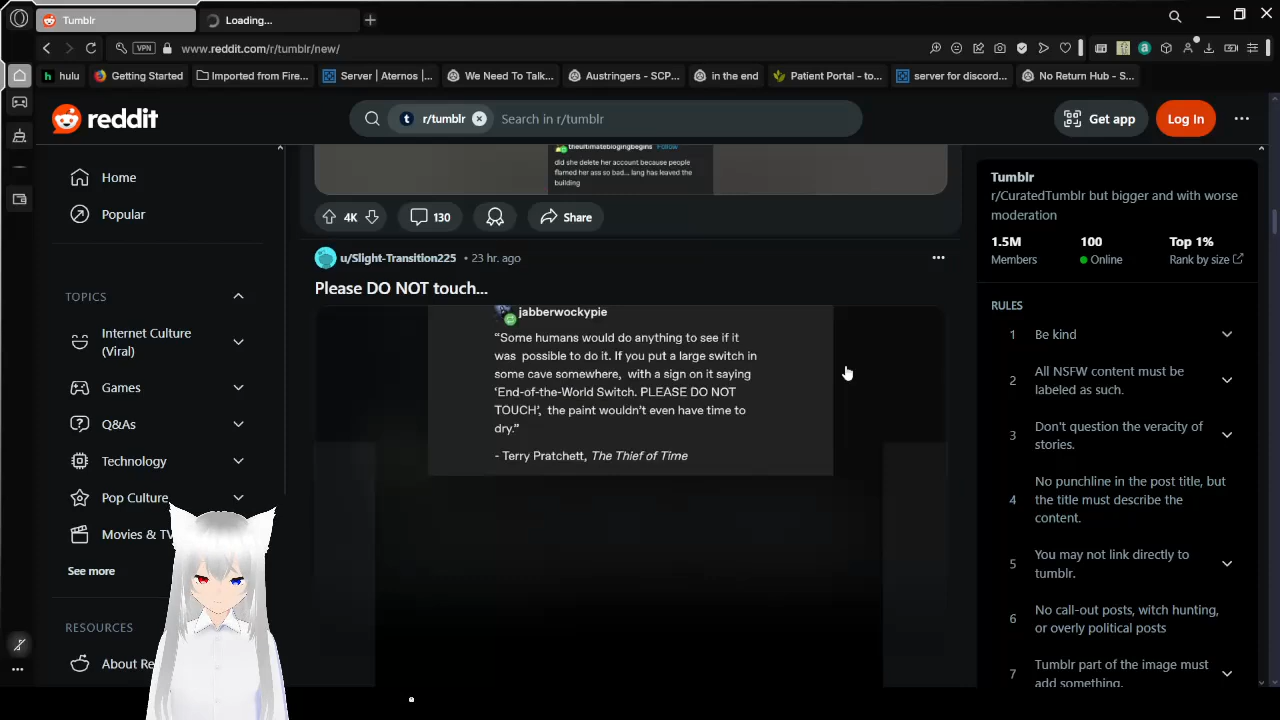 Tumblr
Loading...
VPN
www.reddit.com/r/tumblr/new/
hulu
Getting Started
Imported from Fire...
Server | Aternos |...
We Need To Talk...
Austringers - SCP...
in the end
Patient Portal - to...
server for discord...
No Return Hub - S...
reddit
r/tumblr
Search in r/tumblr
Get app
Log In
Home
Popular
TOPICS
Internet Culture
(Viral)
Games
Q&As
Technology
Pop Culture
Movies & TV
See more
RESOURCES
About Re
theultimateblogingbegins Follow
did she delete her account because people
flamed her ass so bad... lang has leaved the
building
4K
130
Share
u/Slight-Transition225 • 23 hr. ago
Please DO NOT touch...
jabberwockypie
“Some humans would do anything to see if it
was possible to do it. If you put a large switch in
some cave somewhere, with a sign on it saying
‘End-of-the-World Switch. PLEASE DO NOT
TOUCH’, the paint wouldn’t even have time to
dry.”
- Terry Pratchett, The Thief of Time
Tumblr
r/CuratedTumblr but bigger and with worse
moderation
1.5M
Members
100
Online
Top 1%
Rank by size
RULES
1 Be kind
2 All NSFW content must be
labeled as such.
3 Don't question the veracity of
stories.
4 No punchline in the post title, but
the title must describe the
content.
5 You may not link directly to
tumblr.
6 No call-out posts, witch hunting,
or overly political posts
7 Tumblr part of the image must
add something.